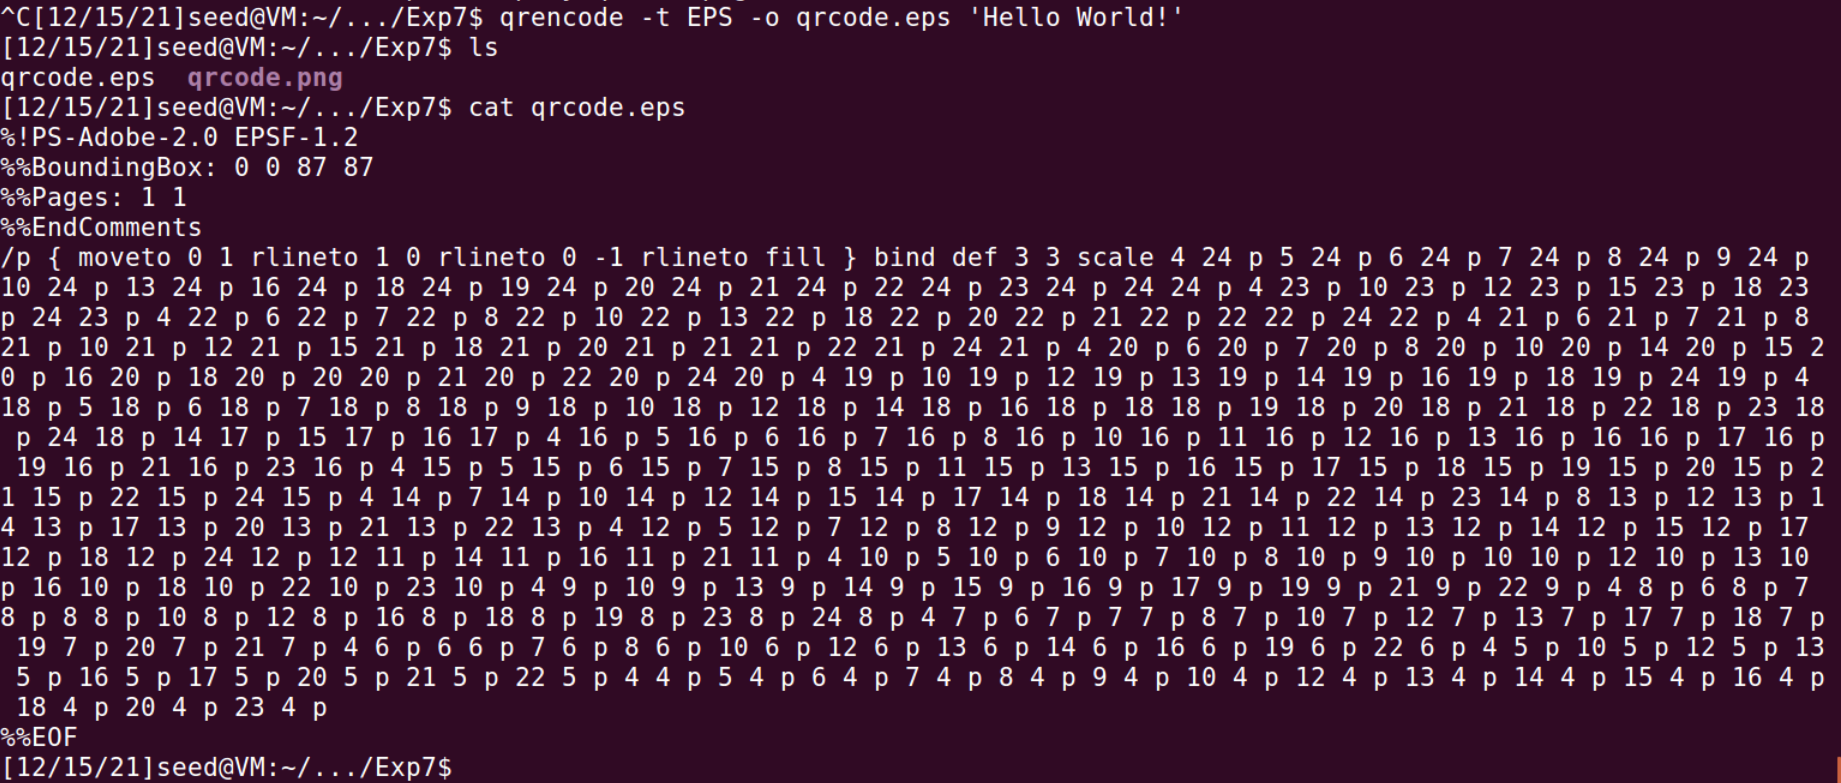 ^C[12/15/21]seed@VM:~/.../Exp7$ qrencode -t EPS -o qrcode.eps 'Hello World!'
[12/15/21]seed@VM:~/.../Exp7$ ls
qrcode.eps  qrcode.png
[12/15/21]seed@VM:~/.../Exp7$ cat qrcode.eps
%!PS-Adobe-2.0 EPSF-1.2
%%BoundingBox: 0 0 87 87
%%Pages: 1 1
%%EndComments
/p { moveto 0 1 rlineto 1 0 rlineto 0 -1 rlineto fill } bind def 3 3 scale 4 24 p 5 24 p 6 24 p 7 24 p 8 24 p 9 24 p
10 24 p 13 24 p 16 24 p 18 24 p 19 24 p 20 24 p 21 24 p 22 24 p 23 24 p 24 24 p 4 23 p 10 23 p 12 23 p 15 23 p 18 23
p 24 23 p 4 22 p 6 22 p 7 22 p 8 22 p 10 22 p 13 22 p 18 22 p 20 22 p 21 22 p 22 22 p 24 22 p 4 21 p 6 21 p 7 21 p 8
21 p 10 21 p 12 21 p 15 21 p 18 21 p 20 21 p 21 21 p 22 21 p 24 21 p 4 20 p 6 20 p 7 20 p 8 20 p 10 20 p 14 20 p 15 2
0 p 16 20 p 18 20 p 20 20 p 21 20 p 22 20 p 24 20 p 4 19 p 10 19 p 12 19 p 13 19 p 14 19 p 16 19 p 18 19 p 24 19 p 4
18 p 5 18 p 6 18 p 7 18 p 8 18 p 9 18 p 10 18 p 12 18 p 14 18 p 16 18 p 18 18 p 19 18 p 20 18 p 21 18 p 22 18 p 23 18
 p 24 18 p 14 17 p 15 17 p 16 17 p 4 16 p 5 16 p 6 16 p 7 16 p 8 16 p 10 16 p 11 16 p 12 16 p 13 16 p 16 16 p 17 16 p
 19 16 p 21 16 p 23 16 p 4 15 p 5 15 p 6 15 p 7 15 p 8 15 p 11 15 p 13 15 p 16 15 p 17 15 p 18 15 p 19 15 p 20 15 p 2
1 15 p 22 15 p 24 15 p 4 14 p 7 14 p 10 14 p 12 14 p 15 14 p 17 14 p 18 14 p 21 14 p 22 14 p 23 14 p 8 13 p 12 13 p 1
4 13 p 17 13 p 20 13 p 21 13 p 22 13 p 4 12 p 5 12 p 7 12 p 8 12 p 9 12 p 10 12 p 11 12 p 13 12 p 14 12 p 15 12 p 17
12 p 18 12 p 24 12 p 12 11 p 14 11 p 16 11 p 21 11 p 4 10 p 5 10 p 6 10 p 7 10 p 8 10 p 9 10 p 10 10 p 12 10 p 13 10
p 16 10 p 18 10 p 22 10 p 23 10 p 4 9 p 10 9 p 13 9 p 14 9 p 15 9 p 16 9 p 17 9 p 19 9 p 21 9 p 22 9 p 4 8 p 6 8 p 7
8 p 8 8 p 10 8 p 12 8 p 16 8 p 18 8 p 19 8 p 23 8 p 24 8 p 4 7 p 6 7 p 7 7 p 8 7 p 10 7 p 12 7 p 13 7 p 17 7 p 18 7 p
 19 7 p 20 7 p 21 7 p 4 6 p 6 6 p 7 6 p 8 6 p 10 6 p 12 6 p 13 6 p 14 6 p 16 6 p 19 6 p 22 6 p 4 5 p 10 5 p 12 5 p 13
 5 p 16 5 p 17 5 p 20 5 p 21 5 p 22 5 p 4 4 p 5 4 p 6 4 p 7 4 p 8 4 p 9 4 p 10 4 p 12 4 p 13 4 p 14 4 p 15 4 p 16 4 p
 18 4 p 20 4 p 23 4 p
%%EOF
[12/15/21]seed@VM:~/.../Exp7$